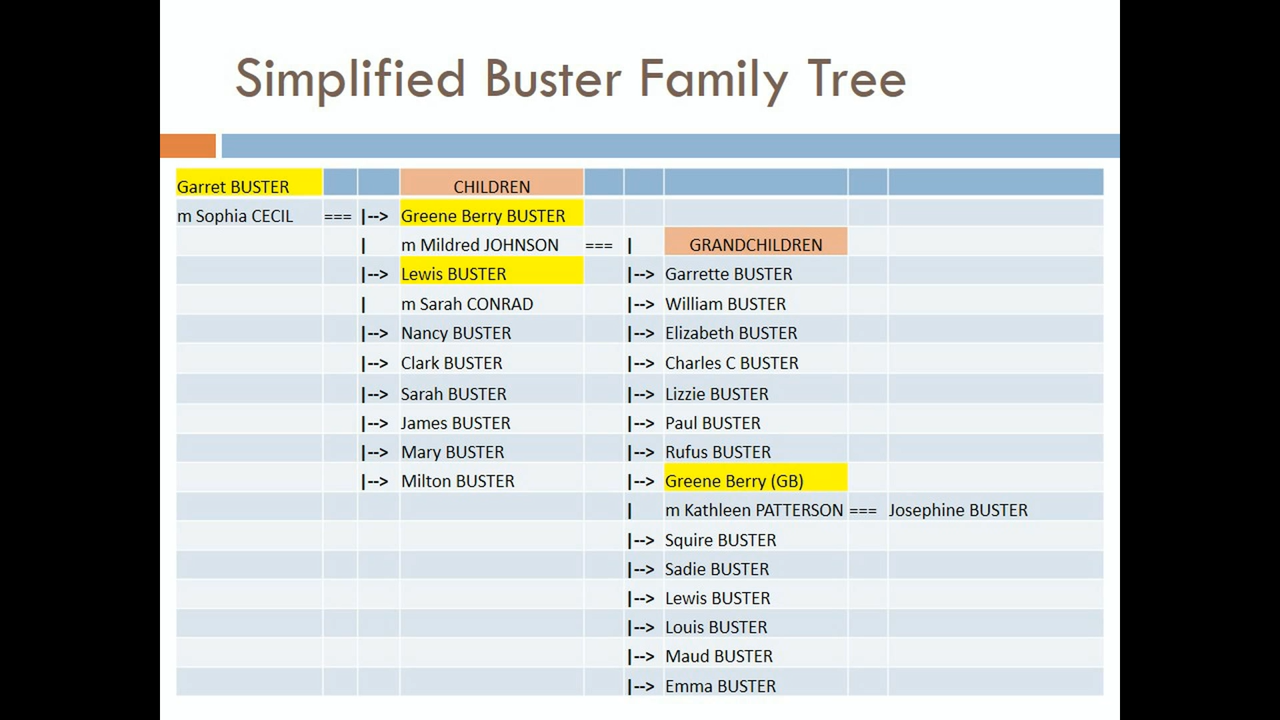 Simplified Buster Family Tree
Garret BUSTER CHILDREN
m Sophia CECIL === |--> Greene Berry BUSTER
| m Mildred JOHNSON === | GRANDCHILDREN
|--> Lewis BUSTER |--> Garrette BUSTER
| m Sarah CONRAD |--> William BUSTER
|--> Nancy BUSTER |--> Elizabeth BUSTER
|--> Clark BUSTER |--> Charles C BUSTER
|--> Sarah BUSTER |--> Lizzie BUSTER
|--> James BUSTER |--> Paul BUSTER
|--> Mary BUSTER |--> Rufus BUSTER
|--> Milton BUSTER |--> Greene Berry (GB)
| m Kathleen PATTERSON === Josephine BUSTER
|--> Squire BUSTER
|--> Sadie BUSTER
|--> Lewis BUSTER
|--> Louis BUSTER
|--> Maud BUSTER
|--> Emma BUSTER